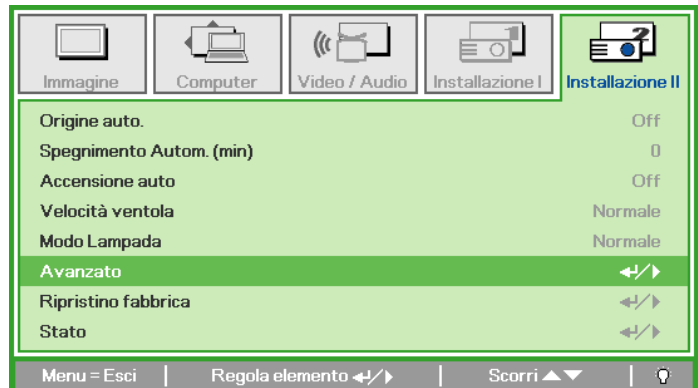 Immagine Computer Video / Audio Installazione I Installazione II
Origine auto. Off
Spegnimento Autom. (min) 0
Accensione auto Off
Velocità ventola Normale
Modo Lampada Normale
Avanzato
Ripristino fabbrica
Stato
Menu = Esci Regola elemento Scorri